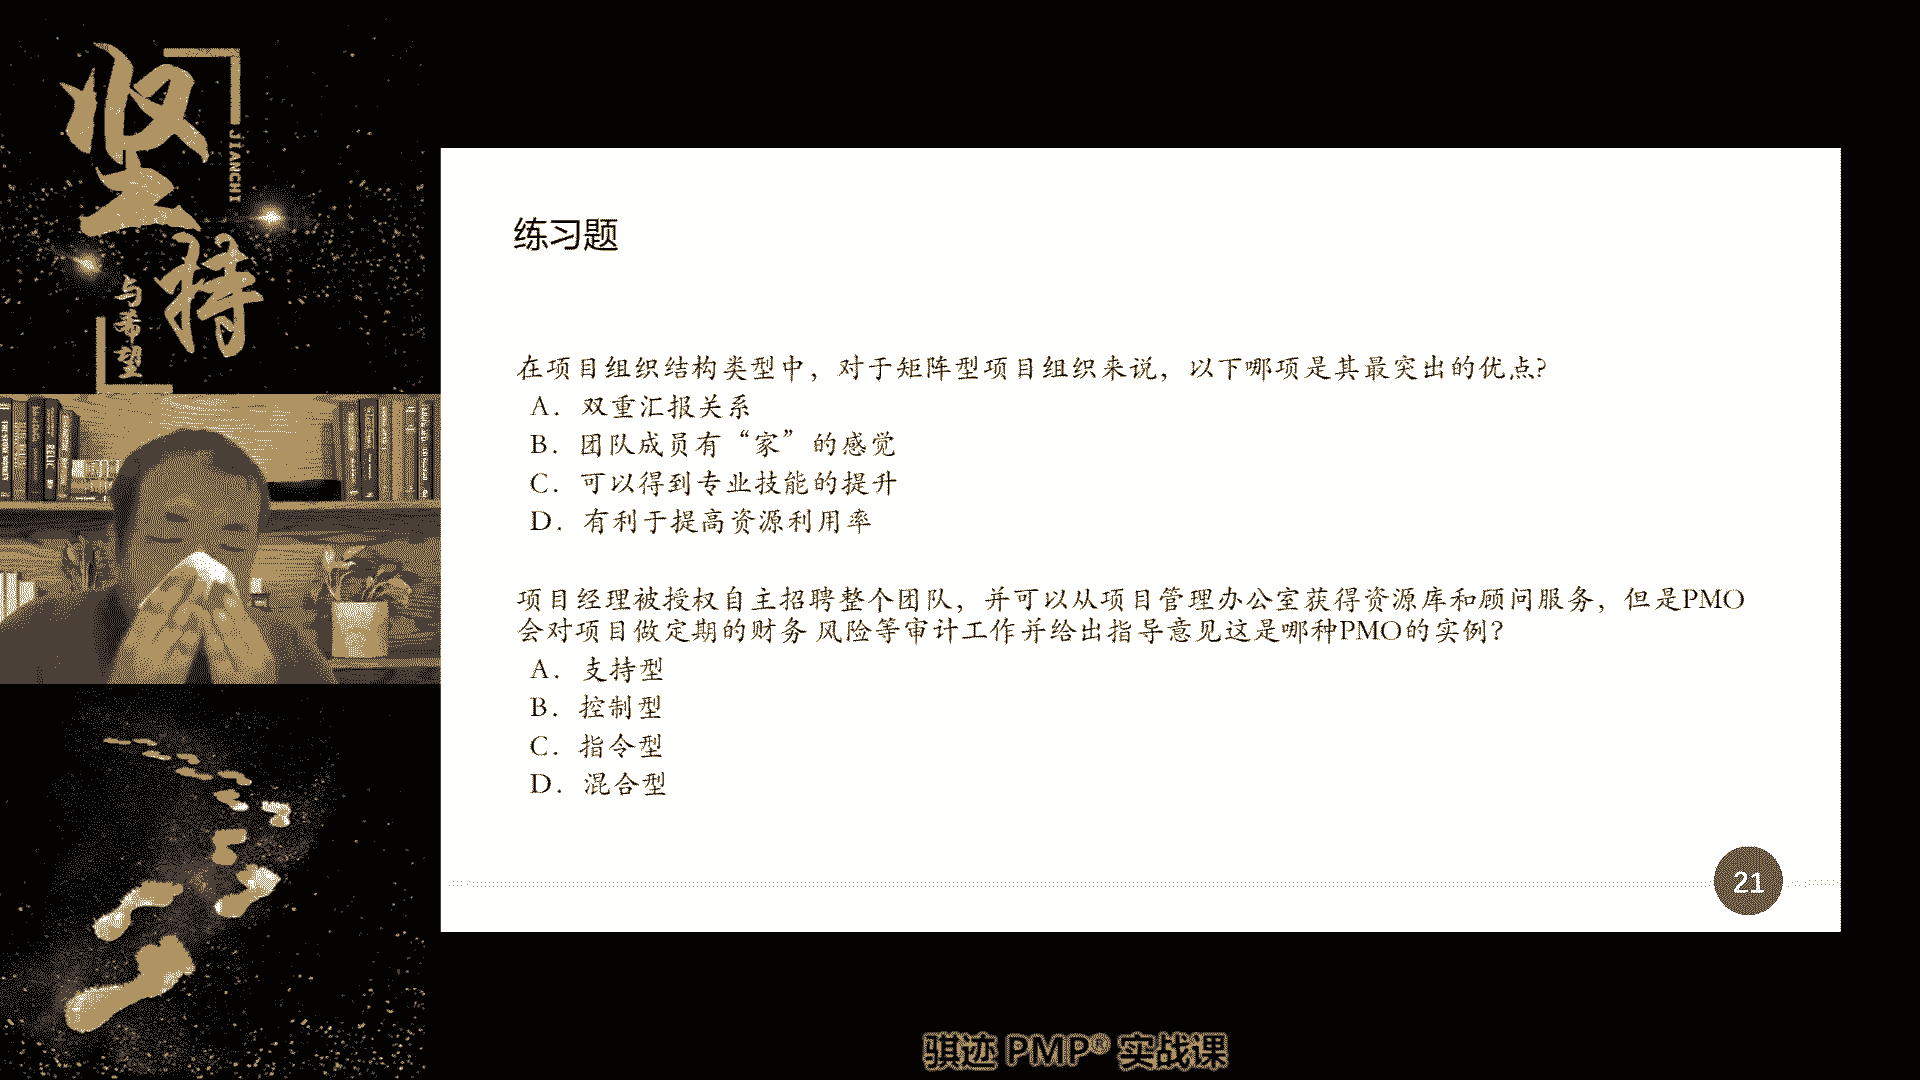 坚持
JIANCHI
与希望
RELIC
练习题
在项目组织结构类型中，对于矩阵型项目组织来说，以下哪项是其最突出的优点?
A. 双重汇报关系
B. 团队成员有“家”的感觉
C. 可以得到专业技能的提升
D. 有利于提高资源利用率
项目经理被授权自主招聘整个团队，并可以从项目管理办公室获得资源库和顾问服务，但是PMO
会对项目做定期的财务 风险等审计工作并给出指导意见这是哪种PMO的实例？
A. 支持型
B. 控制型
C. 指令型
D. 混合型
21
骐迹 PMP® 实战课